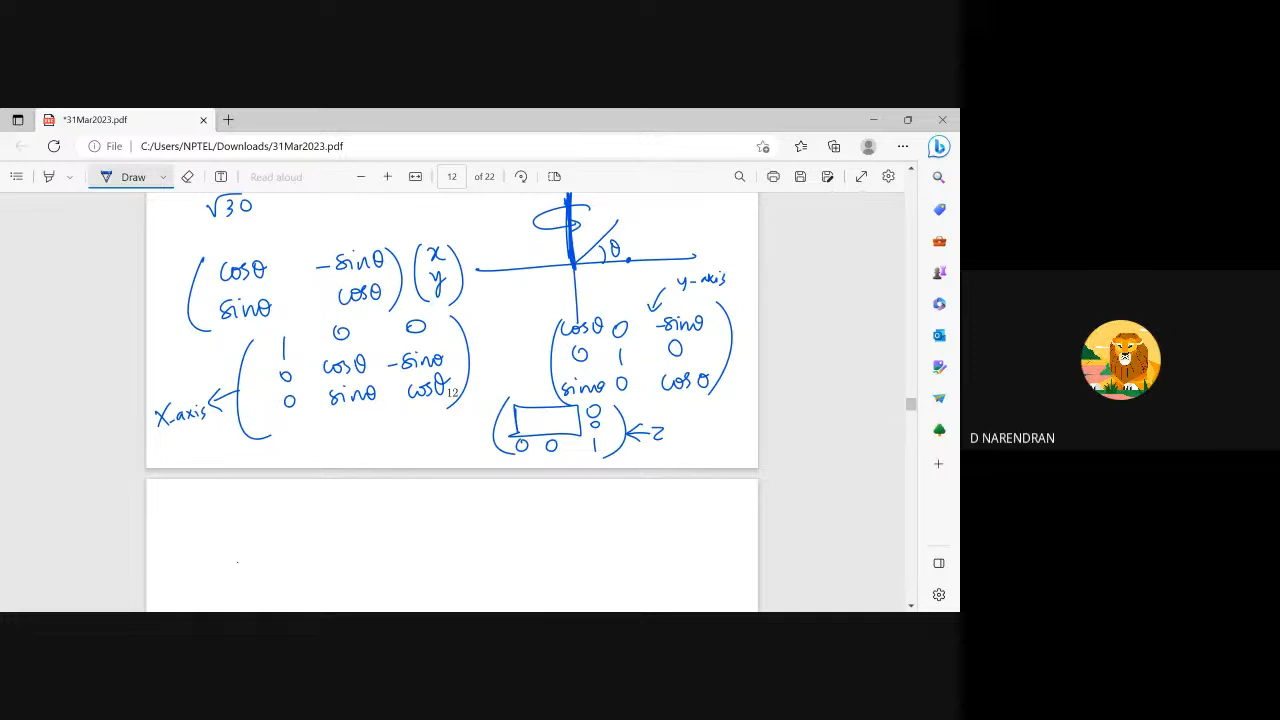 *31Mar2023.pdf
File C:/Users/NPTEL/Downloads/31Mar2023.pdf
Draw Read aloud 12 of 22
√30
cosθ -sinθ x
sinθ cosθ y
θ
1 0 0
0 cosθ -sinθ
0 sinθ cosθ
12
X-axis
y-axis
cosθ 0 -sinθ
0 1 0
sinθ 0 cosθ
0
0
0 0 1
z
D NARENDRAN